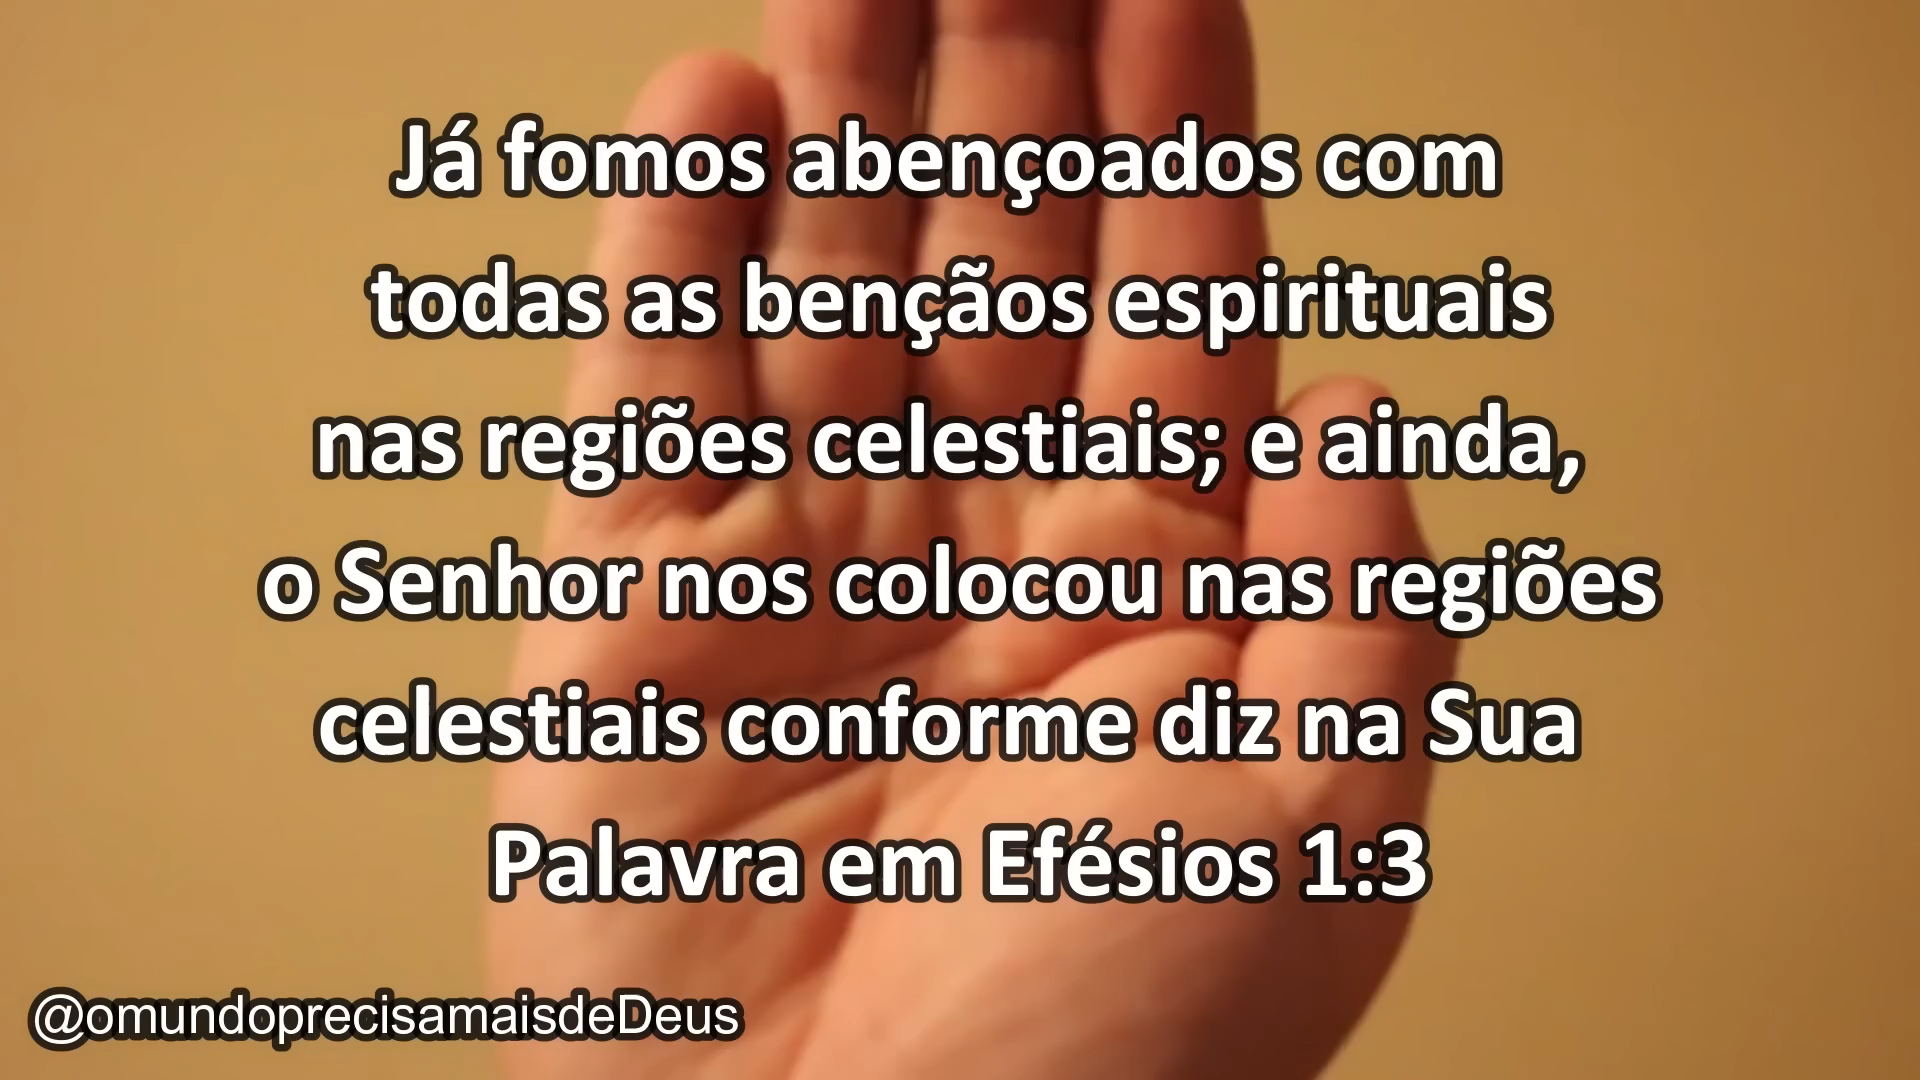 Já fomos abençoados com
todas as bençãos espirituais
nas regiões celestiais; e ainda,
o Senhor nos colocou nas regiões
celestiais conforme diz na Sua
Palavra em Efésios 1:3
@omundoprecisamaisdeDeus